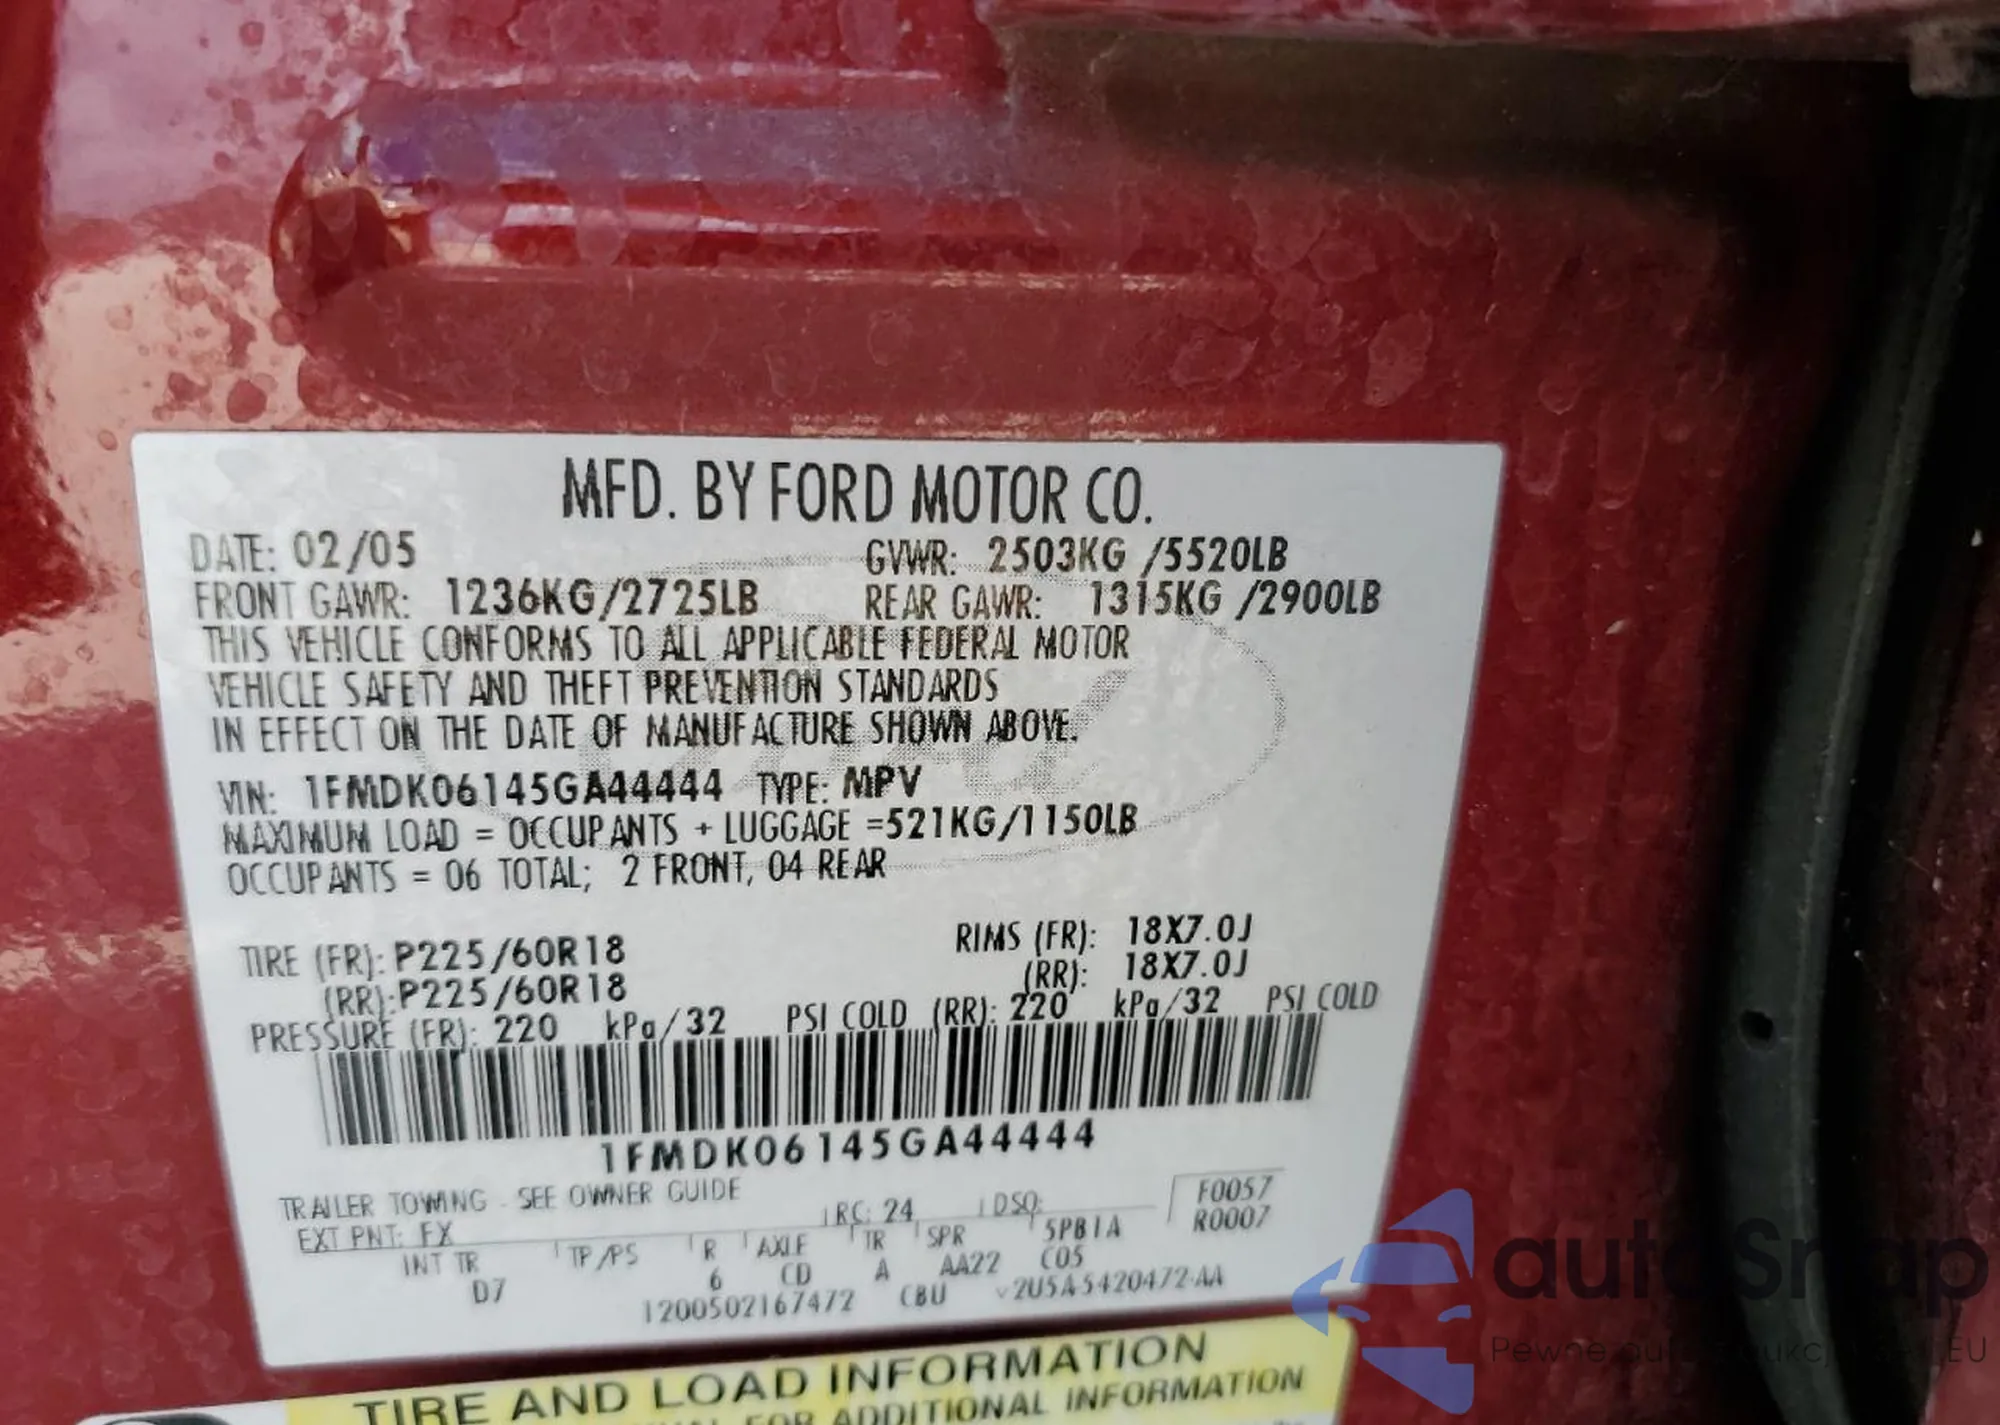 MFD. BY FORD MOTOR CO.
DATE: 02/05 GVWR: 2503KG /5520LB
FRONT GAWR: 1236KG/2725LB REAR GAWR: 1315KG /2900LB
THIS VEHICLE CONFORMS TO ALL APPLICABLE FEDERAL MOTOR
VEHICLE SAFETY AND THEFT PREVENTION STANDARDS
IN EFFECT ON THE DATE OF MANUFACTURE SHOWN ABOVE.
VIN: 1FMDK06145GA44444 TYPE: MPV
MAXIMUM LOAD = OCCUPANTS + LUGGAGE =521KG/1150LB
OCCUPANTS = 06 TOTAL; 2 FRONT, 04 REAR
TIRE (FR): P225/60R18 RIMS (FR): 18X7.0J
(RR): P225/60R18 (RR): 18X7.0J
PRESSURE (FR): 220 kPa/32 PSI COLD (RR): 220 kPa/32 PSI COLD
1FMDK06145GA44444
TRAILER TOWING - SEE OWNER GUIDE
EXT PNT: FX RC: 24 DSO: F0057
5PB1A R0007
INT TR TP/PS R AXLE TR SPR C05
D7 6 CD A AA22
1200502167472 CBU 2U5A-5420472-AA
TIRE AND LOAD INFORMATION
FOR ADDITIONAL INFORMATION
autoSnap
Pewne EU